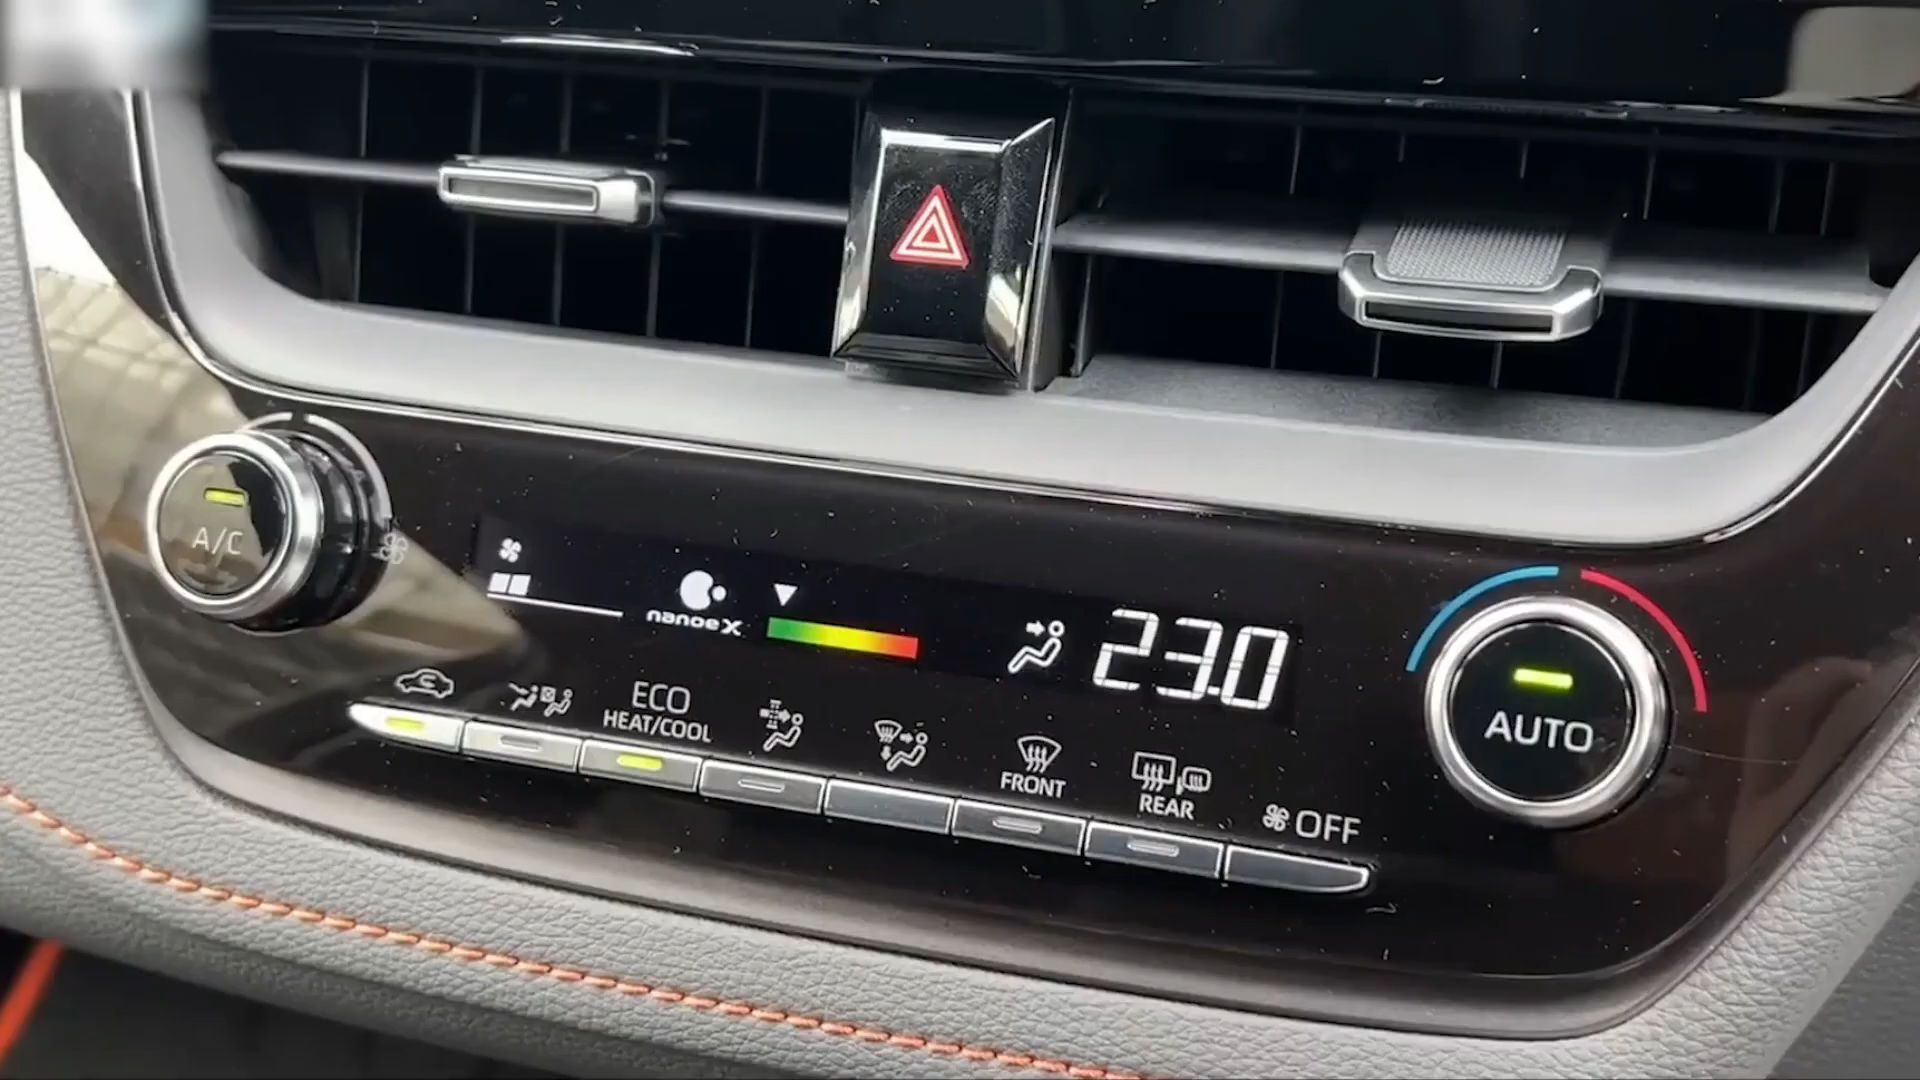 A/C
nanoe X
23.0
ECO
HEAT/COOL
FRONT
REAR
OFF
AUTO